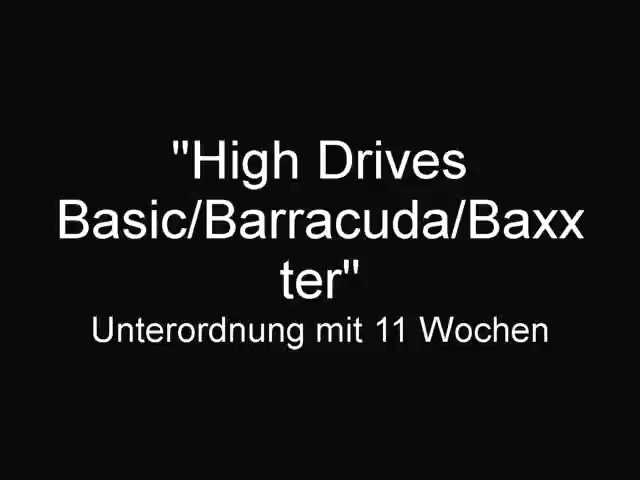 "High Drives
Basic/Barracuda/Baxx
ter"
Unterordnung mit 11 Wochen